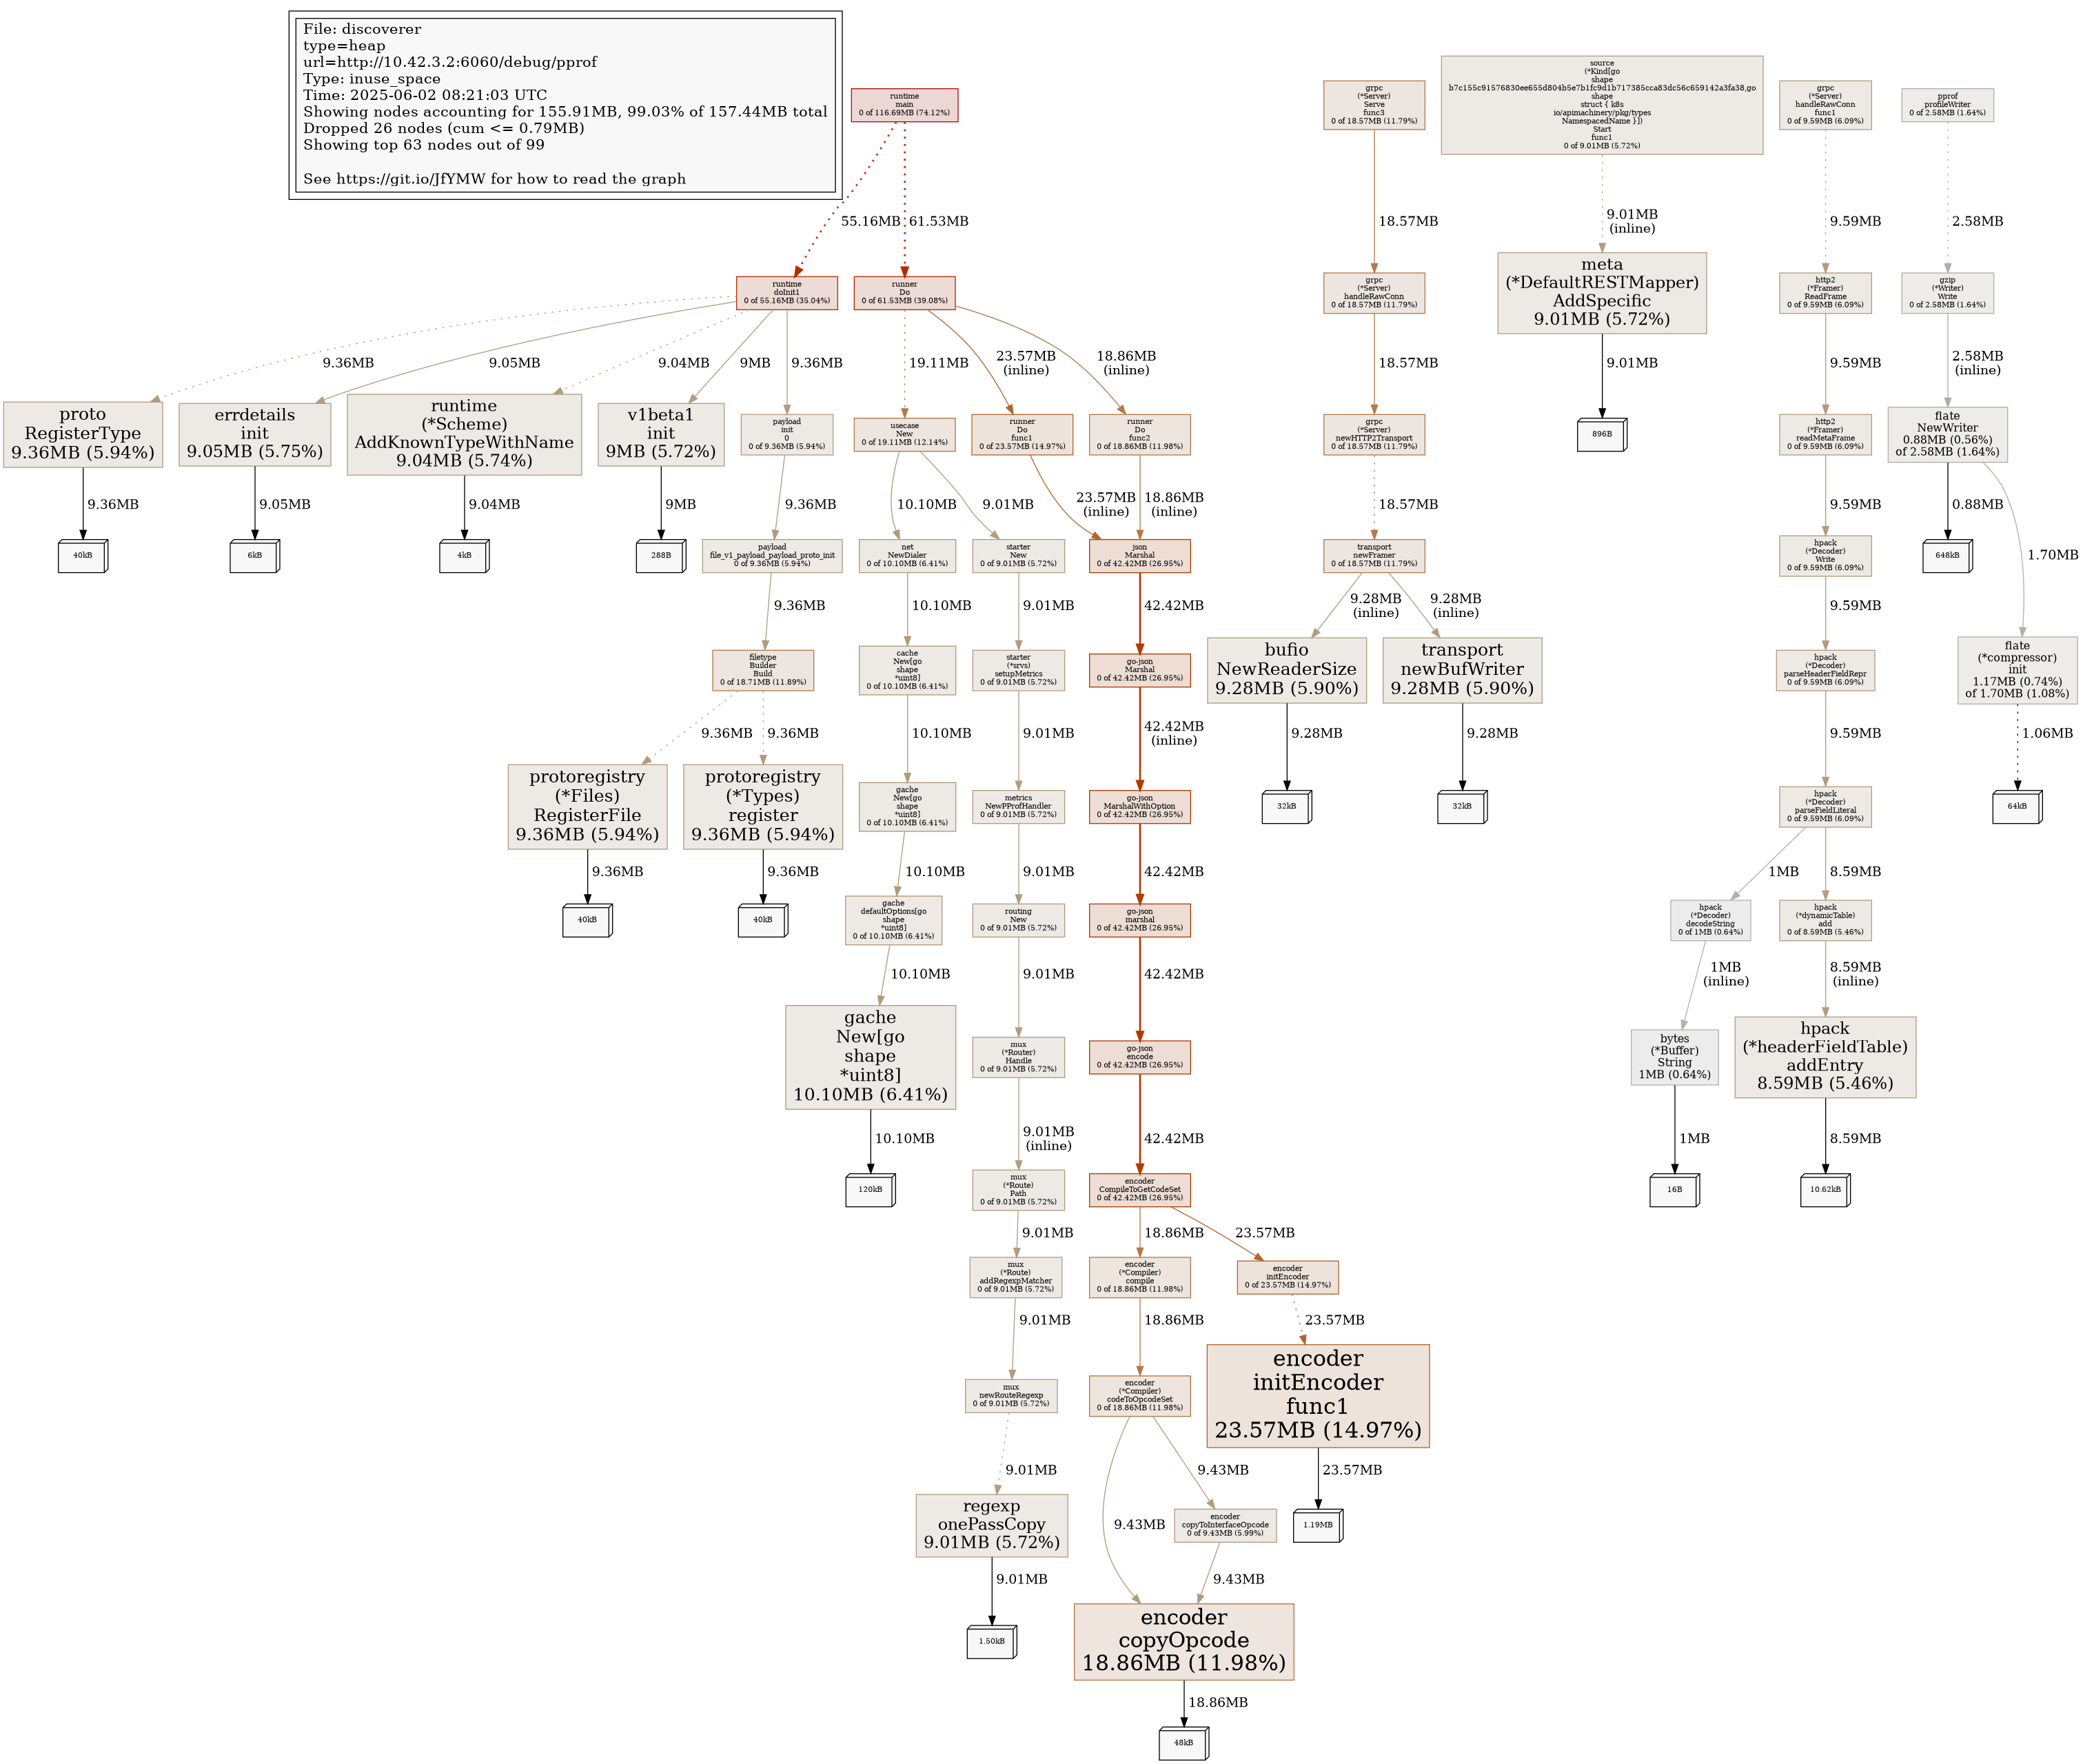 File: discoverer
type=heap
url=http://10.42.3.2:6060/debug/pprof
Type: inuse_space
Time: 2025-06-02 08:21:03 UTC
Showing nodes accounting for 155.91MB, 99.03% of 157.44MB total
Dropped 26 nodes (cum <= 0.79MB)
Showing top 63 nodes out of 99
See https://git.io/JfYMW for how to read the graph
runtime
main
0 of 116.69MB (74.12%)
grpc
(*Server)
Serve
func3
0 of 18.57MB (11.79%)
source
(*Kind[go
shape
b7c155c91576830ee655d804b5e7b1fc9d1b717385cca83dc56c659142a3fa38,go
shape
struct { k8s
io/apimachinery/pkg/types
NamespacedName }])
Start
func1
0 of 9.01MB (5.72%)
grpc
(*Server)
handleRawConn
func1
0 of 9.59MB (6.09%)
pprof
profileWriter
0 of 2.58MB (1.64%)
55.16MB
61.53MB
18.57MB
9.01MB
(inline)
9.59MB
2.58MB
runtime
doInit1
0 of 55.16MB (35.04%)
runner
Do
0 of 61.53MB (39.08%)
grpc
(*Server)
handleRawConn
0 of 18.57MB (11.79%)
meta
(*DefaultRESTMapper)
AddSpecific
9.01MB (5.72%)
http2
(*Framer)
ReadFrame
0 of 9.59MB (6.09%)
gzip
(*Writer)
Write
0 of 2.58MB (1.64%)
9.36MB
9.05MB
9.04MB
9MB
9.36MB
19.11MB
23.57MB
(inline)
18.86MB
(inline)
18.57MB
9.01MB
9.59MB
2.58MB
(inline)
proto
RegisterType
9.36MB (5.94%)
errdetails
init
9.05MB (5.75%)
runtime
(*Scheme)
AddKnownTypeWithName
9.04MB (5.74%)
v1beta1
init
9MB (5.72%)
payload
init
0
0 of 9.36MB (5.94%)
usecase
New
0 of 19.11MB (12.14%)
runner
Do
func1
0 of 23.57MB (14.97%)
runner
Do
func2
0 of 18.86MB (11.98%)
grpc
(*Server)
newHTTP2Transport
0 of 18.57MB (11.79%)
896B
http2
(*Framer)
readMetaFrame
0 of 9.59MB (6.09%)
flate
NewWriter
0.88MB (0.56%)
of 2.58MB (1.64%)
9.36MB
9.05MB
9.04MB
9MB
9.36MB
10.10MB
9.01MB
23.57MB
(inline)
18.86MB
(inline)
18.57MB
9.59MB
0.88MB
1.70MB
40kB
6kB
4kB
288B
payload
file_v1_payload_payload_proto_init
0 of 9.36MB (5.94%)
net
NewDialer
0 of 10.10MB (6.41%)
starter
New
0 of 9.01MB (5.72%)
json
Marshal
0 of 42.42MB (26.95%)
transport
newFramer
0 of 18.57MB (11.79%)
hpack
(*Decoder)
Write
0 of 9.59MB (6.09%)
648kB
9.36MB
10.10MB
9.01MB
42.42MB
9.28MB
(inline)
9.28MB
(inline)
9.59MB
filetype
Builder
Build
0 of 18.71MB (11.89%)
cache
New[go
shape
*uint8]
0 of 10.10MB (6.41%)
starter
(*srvs)
setupMetrics
0 of 9.01MB (5.72%)
go-json
Marshal
0 of 42.42MB (26.95%)
bufio
NewReaderSize
9.28MB (5.90%)
transport
newBufWriter
9.28MB (5.90%)
hpack
(*Decoder)
parseHeaderFieldRepr
0 of 9.59MB (6.09%)
flate
(*compressor)
init
1.17MB (0.74%)
of 1.70MB (1.08%)
9.36MB
9.36MB
10.10MB
9.01MB
42.42MB
(inline)
9.28MB
9.28MB
9.59MB
1.06MB
protoregistry
(*Files)
RegisterFile
9.36MB (5.94%)
protoregistry
(*Types)
register
9.36MB (5.94%)
gache
New[go
shape
*uint8]
0 of 10.10MB (6.41%)
metrics
NewPProfHandler
0 of 9.01MB (5.72%)
go-json
MarshalWithOption
0 of 42.42MB (26.95%)
32kB
32kB
hpack
(*Decoder)
parseFieldLiteral
0 of 9.59MB (6.09%)
64kB
9.36MB
9.36MB
10.10MB
9.01MB
42.42MB
1MB
8.59MB
40kB
40kB
gache
defaultOptions[go
shape
*uint8]
0 of 10.10MB (6.41%)
routing
New
0 of 9.01MB (5.72%)
go-json
marshal
0 of 42.42MB (26.95%)
hpack
(*Decoder)
decodeString
0 of 1MB (0.64%)
hpack
(*dynamicTable)
add
0 of 8.59MB (5.46%)
10.10MB
9.01MB
42.42MB
1MB
(inline)
8.59MB
(inline)
gache
New[go
shape
*uint8]
10.10MB (6.41%)
mux
(*Router)
Handle
0 of 9.01MB (5.72%)
go-json
encode
0 of 42.42MB (26.95%)
bytes
(*Buffer)
String
1MB (0.64%)
hpack
(*headerFieldTable)
addEntry
8.59MB (5.46%)
10.10MB
9.01MB
(inline)
42.42MB
1MB
8.59MB
120kB
mux
(*Route)
Path
0 of 9.01MB (5.72%)
encoder
CompileToGetCodeSet
0 of 42.42MB (26.95%)
16B
10.62kB
9.01MB
18.86MB
23.57MB
mux
(*Route)
addRegexpMatcher
0 of 9.01MB (5.72%)
encoder
(*Compiler)
compile
0 of 18.86MB (11.98%)
encoder
initEncoder
0 of 23.57MB (14.97%)
9.01MB
18.86MB
23.57MB
mux
newRouteRegexp
0 of 9.01MB (5.72%)
encoder
(*Compiler)
codeToOpcodeSet
0 of 18.86MB (11.98%)
encoder
initEncoder
func1
23.57MB (14.97%)
9.01MB
9.43MB
9.43MB
23.57MB
regexp
onePassCopy
9.01MB (5.72%)
encoder
copyToInterfaceOpcode
0 of 9.43MB (5.99%)
1.19MB
9.01MB
9.43MB
1.50kB
encoder
copyOpcode
18.86MB (11.98%)
18.86MB
48kB